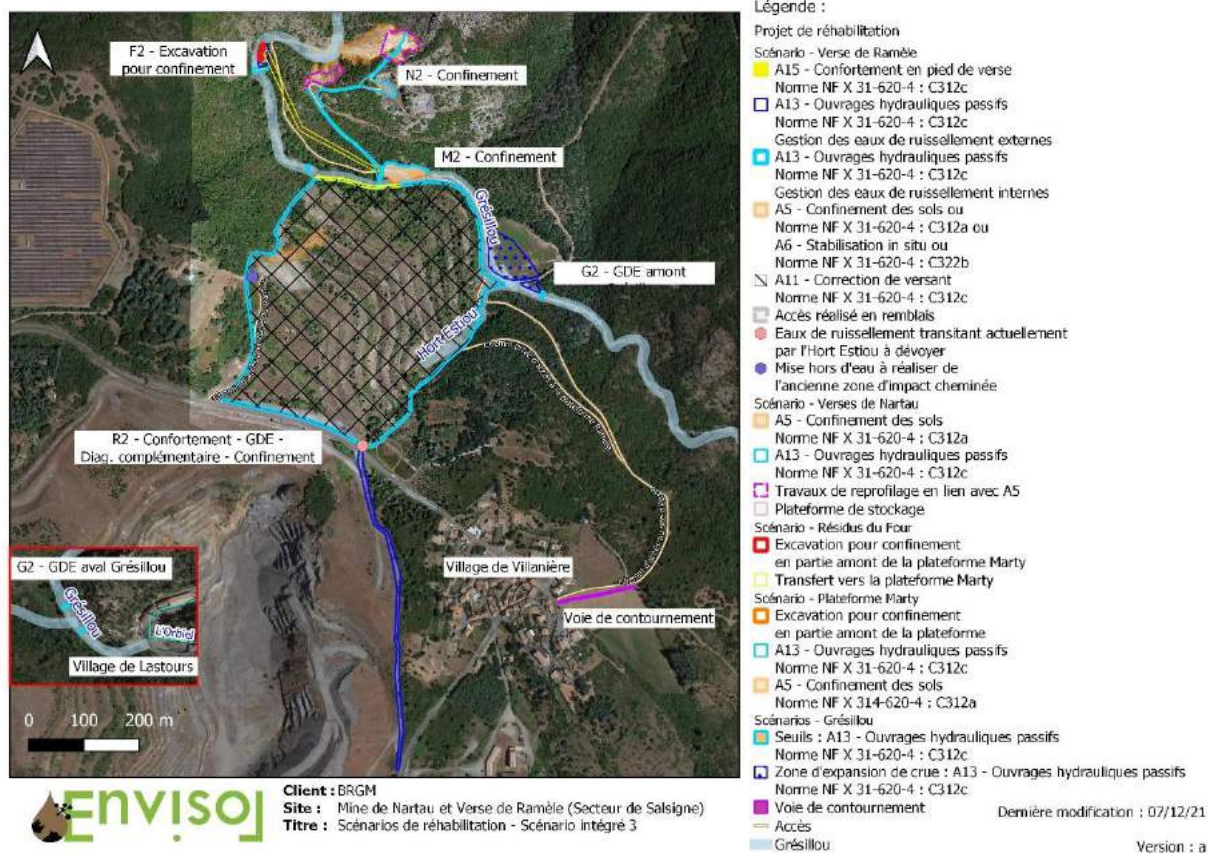 F2 - Excavation
pour confinement
N2 - Confinement
M2 - Confinement
Grésillou
G2 - GDE amont
Hort Estiou
R2 - Confortement - GDE -
Diag. complémentaire - Confinement
Village de Villanière
Voie de contournement
G2 - GDE aval Grésillou
Grésillou
L'Orbiel
Village de Lastours
0 100 200 m
Légende :
Projet de réhabilitation
Scénario - Verse de Ramèle
A15 - Confortement en pied de verse
Norme NF X 31-620-4 : C312c
A13 - Ouvrages hydrauliques passifs
Norme NF X 31-620-4 : C312c
Gestion des eaux de ruissellement externes
A13 - Ouvrages hydrauliques passifs
Norme NF X 31-620-4 : C312c
Gestion des eaux de ruissellement internes
A5 - Confinement des sols ou
Norme NF X 31-620-4 : C312a ou
A6 - Stabilisation in situ ou
Norme NF X 31-620-4 : C322b
A11 - Correction de versant
Norme NF X 31-620-4 : C312c
Accès réalisé en remblais
Eaux de ruissellement transitant actuellement
par l'Hort Estiou à dévoyer
Mise hors d'eau à réaliser de
l'ancienne zone d'impact cheminée
Scénario - Verses de Nartau
A5 - Confinement des sols
Norme NF X 31-620-4 : C312a
A13 - Ouvrages hydrauliques passifs
Norme NF X 31-620-4 : C312c
Travaux de reprofilage en lien avec A5
Plateforme de stockage
Scénario - Résidus du Four
Excavation pour confinement
en partie amont de la plateforme Marty
Transfert vers la plateforme Marty
Scénario - Plateforme Marty
Excavation pour confinement
en partie amont de la plateforme
A13 - Ouvrages hydrauliques passifs
Norme NF X 31-620-4 : C312c
A5 - Confinement des sols
Norme NF X 314-620-4 : C312a
Scénarios - Grésillou
Seuils : A13 - Ouvrages hydrauliques passifs
Norme NF X 31-620-4 : C312c
Zone d'expansion de crue : A13 - Ouvrages hydrauliques passifs
Norme NF X 31-620-4 : C312c
Voie de contournement
Accès
Grésillou
Dernière modification : 07/12/21
Version : a
envisol
Client : BRGM
Site : Mine de Nartau et Verse de Ramèle (Secteur de Salsigne)
Titre : Scénarios de réhabilitation - Scénario intégré 3